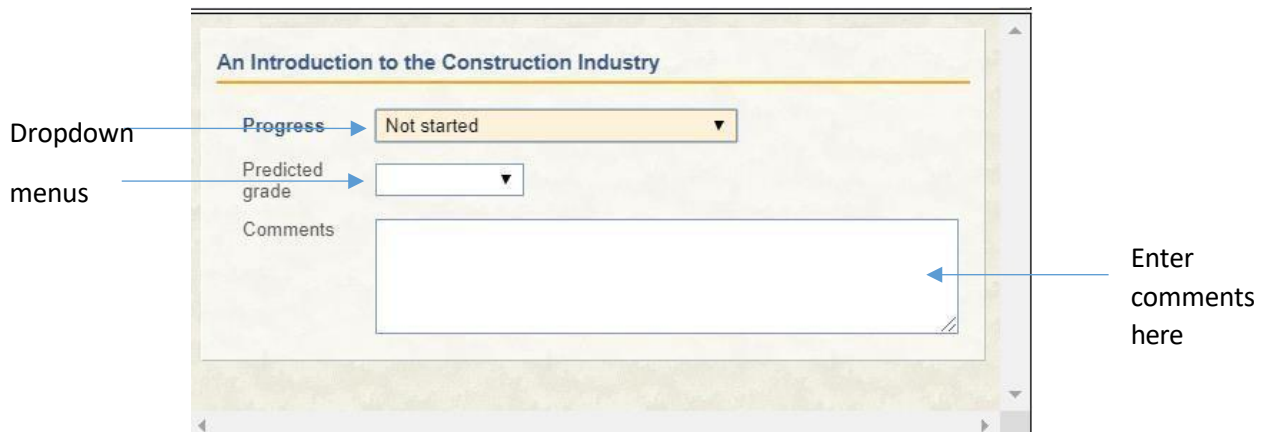 An Introduction to the Construction Industry
Dropdown
menus
Progress
Not started
Predicted
grade
Comments
Enter
comments
here